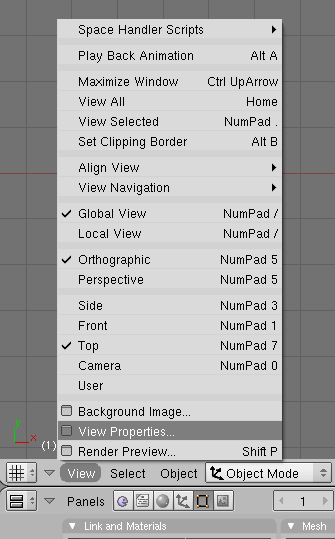 Space Handler Scripts
Play Back Animation Alt A
Maximize Window Ctrl UpArrow
View All Home
View Selected NumPad .
Set Clipping Border Alt B
Align View
View Navigation
Global View NumPad /
Local View NumPad /
Orthographic NumPad 5
Perspective NumPad 5
Side NumPad 3
Front NumPad 1
Top NumPad 7
Camera NumPad 0
User
Background Image...
View Properties...
Render Preview... Shift P
x
(1)
View Select Object Object Mode
Panels 1
Link and Materials Mesh